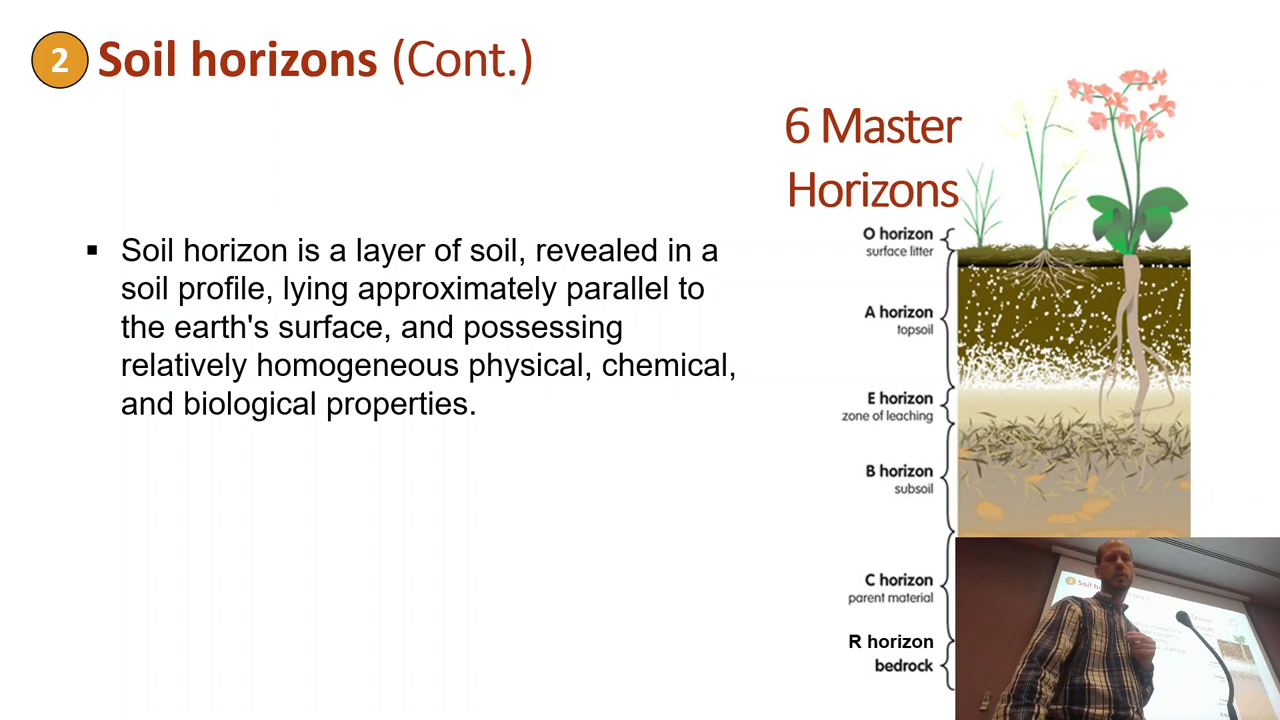 2 Soil horizons (Cont.)
6 Master
Horizons
▪ Soil horizon is a layer of soil, revealed in a
soil profile, lying approximately parallel to
the earth's surface, and possessing
relatively homogeneous physical, chemical,
and biological properties.
O horizon
surface litter
A horizon
topsoil
E horizon
zone of leaching
B horizon
subsoil
C horizon
parent material
R horizon
bedrock